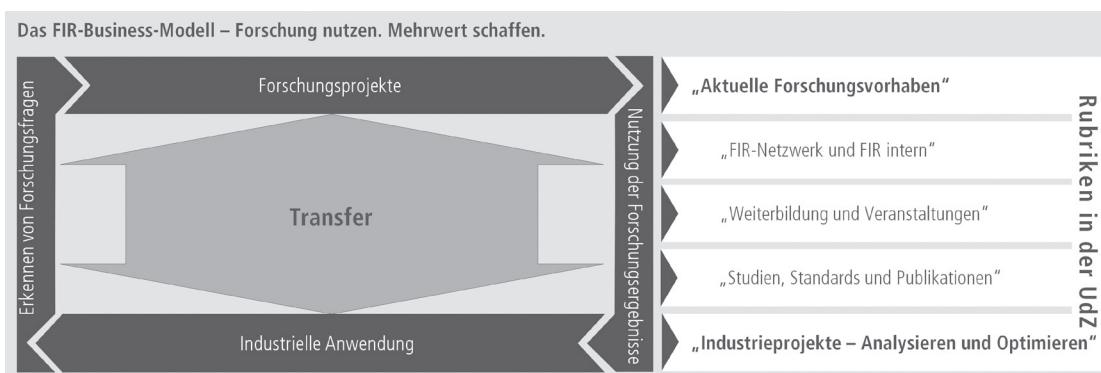 Das FIR-Business-Modell – Forschung nutzen. Mehrwert schaffen.
Erkennen von Forschungsfragen
Forschungsprojekte
Transfer
Industrielle Anwendung
Nutzung der Forschungsergebnisse
„Aktuelle Forschungsvorhaben“
„FIR-Netzwerk und FIR intern“
„Weiterbildung und Veranstaltungen“
„Studien, Standards und Publikationen“
„Industrieprojekte – Analysieren und Optimieren“
Rubriken in der UdZ